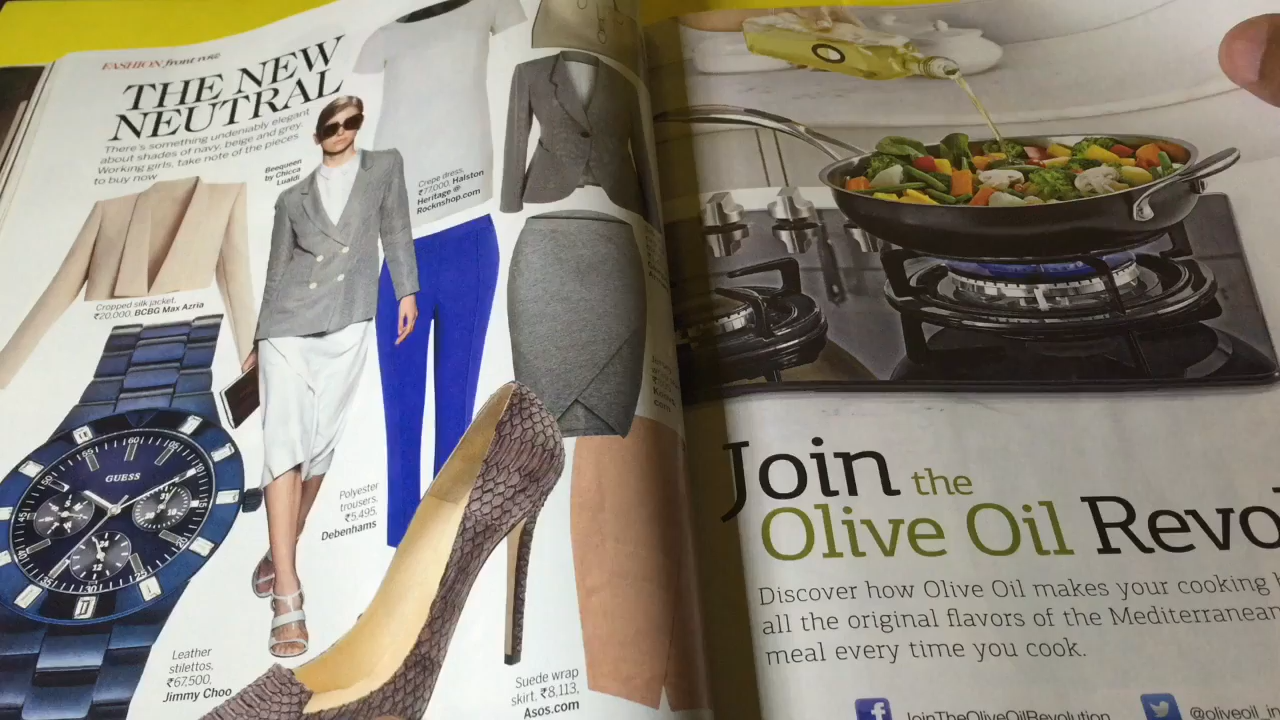 FASHION front row
THE NEW
NEUTRAL
There's something undeniably elegant
about shades of navy, beige and grey.
Working girls, take note of the pieces
to buy now
Beequeen
by Chicca
Lualdi
Crepe dress,
₹77,000, Halston
Heritage @
Rocknshop.com
Cropped silk jacket,
₹20,000, BCBG Max Azria
GUESS
Polyester
trousers,
₹5,495,
Debenhams
Leather
stilettos,
₹67,500,
Jimmy Choo
Suede wrap
skirt, ₹8,113,
Asos.com
Koovs.
com
O
Join the
Olive Oil Revo
Discover how Olive Oil makes your cooking
all the original flavors of the Mediterranean
meal every time you cook.
f JoinTheOliveOilRevolution
@oliveoil_in